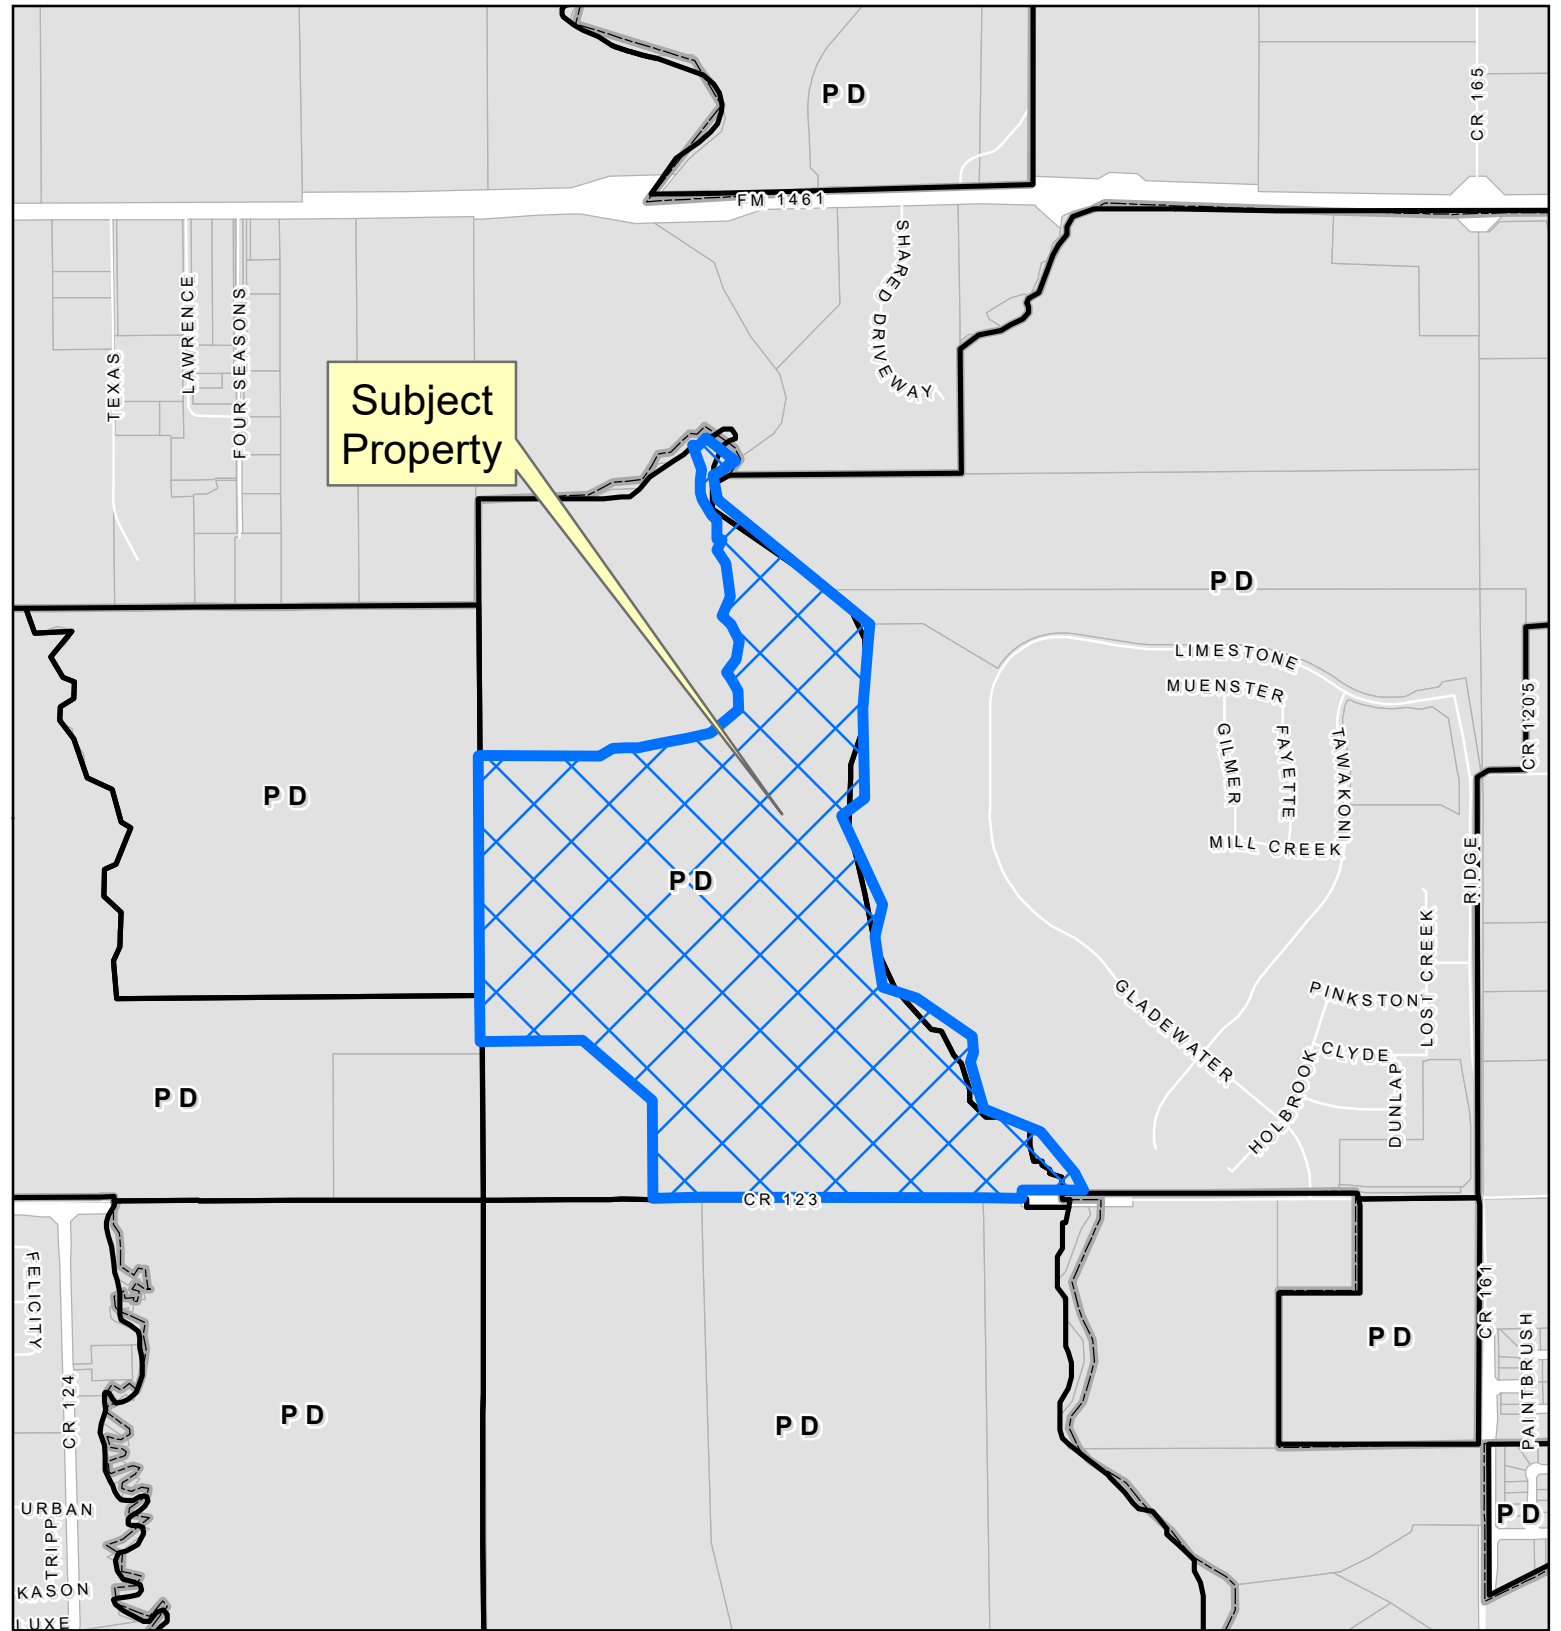 PD
CR 165
FM 1461
SHARED DRIVEWAY
LAWRENCE
FOUR SEASONS
TEXAS
Subject
Property
PD
LIMESTONE
MUENSTER
CR 1205
GILMER
FAYETTE
TAWAKONI
PD
MILL CREEK
RIDGE
PD
LOST CREEK
GLADEWATER
PINKSTON
CLYDE
HOLBROOK
DUNLAP
PD
CR 123
FELICITY
CR 161
PAINTBRUSH
PD
CR 124
PD
PD
URBAN
TRIPP
PD
KASON
LUXE